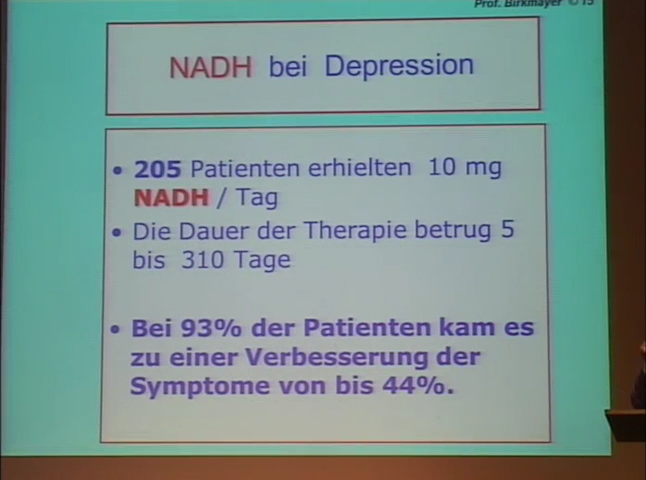 Prof. Birkmayer © 15
NADH bei Depression
• 205 Patienten erhielten 10 mg
NADH / Tag
• Die Dauer der Therapie betrug 5
bis 310 Tage
• Bei 93% der Patienten kam es
zu einer Verbesserung der
Symptome von bis 44%.